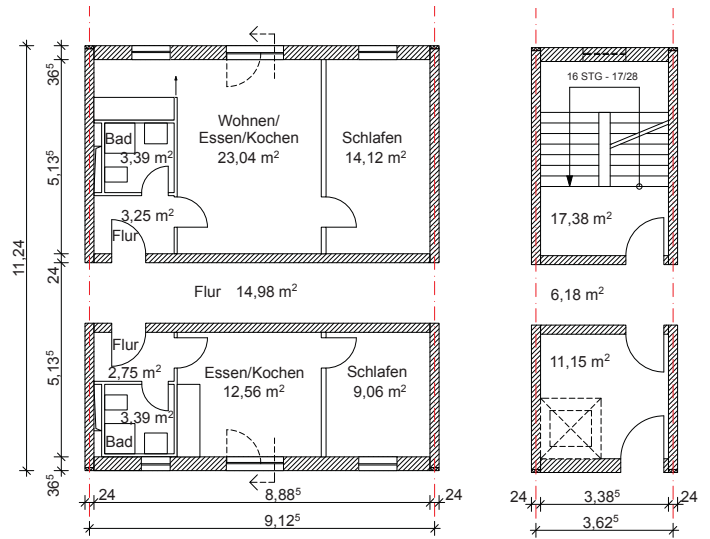 16 STG - 17/28
Wohnen/
Essen/Kochen
23,04 m²
Schlafen
14,12 m²
Bad
3,39 m²
3,25 m²
Flur
17,38 m²
Flur 14,98 m²
6,18 m²
Flur
2,75 m²
Essen/Kochen
12,56 m²
Schlafen
9,06 m²
11,15 m²
3,39 m²
Bad
11,24
36⁵
5,13⁵
24
5,13⁵
36⁵
24 8,88⁵ 24
9,12⁵
24 3,38⁵ 24
3,62⁵